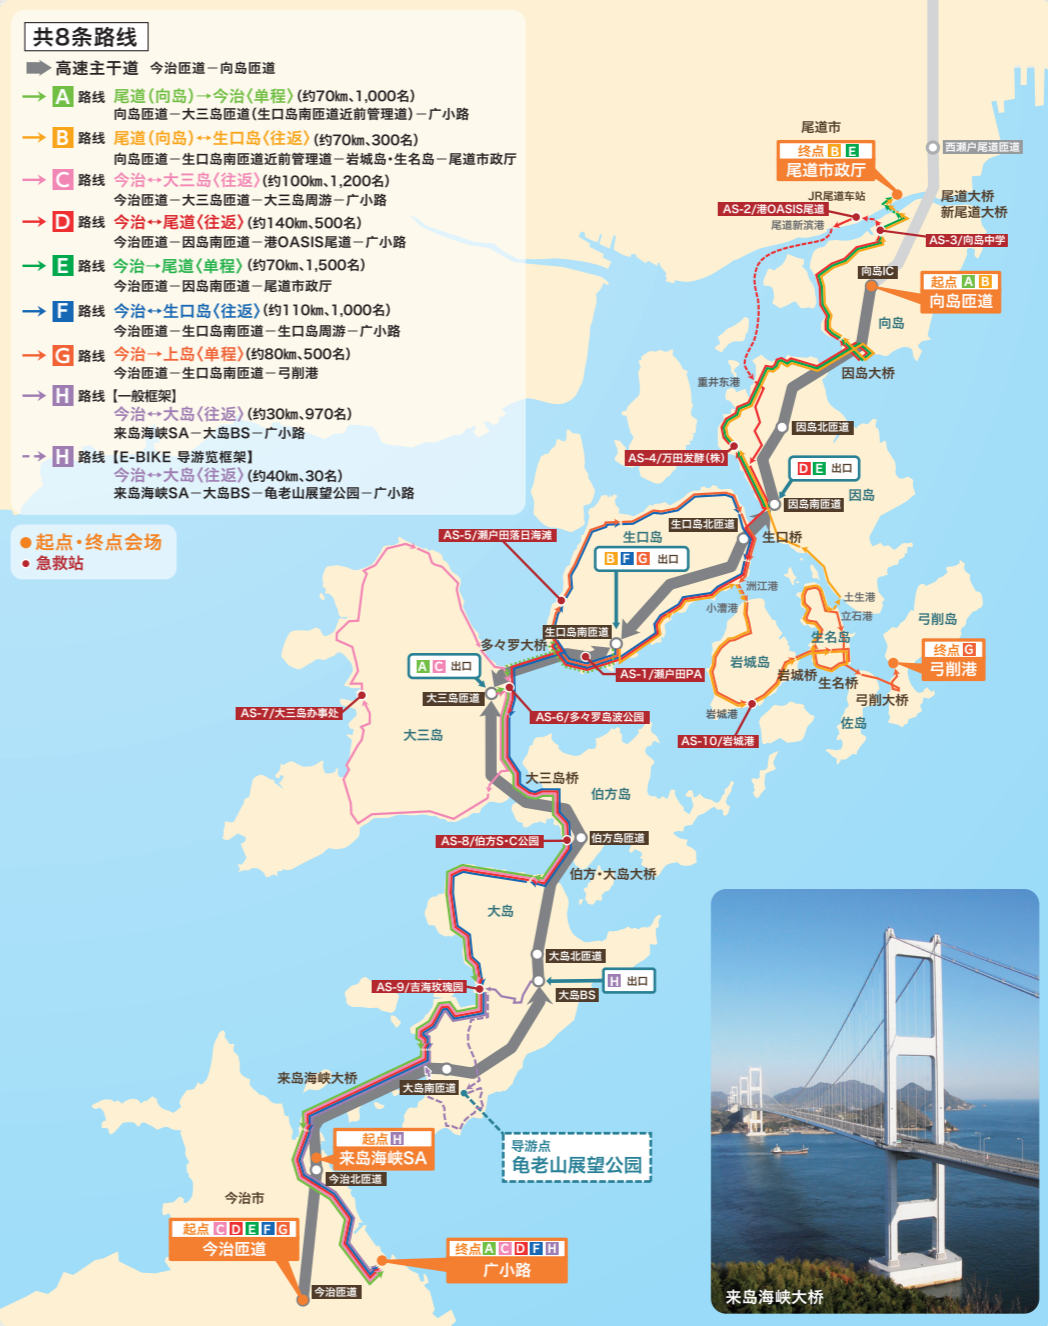 共8条路线
高速主干道 今治匝道－向岛匝道
A 路线 尾道（向岛）→今治〈单程〉（约70km、1,000名）
向岛匝道－大三岛匝道（生口岛南匝道近前管理道）－广小路
B 路线 尾道（向岛）↔生口岛〈往返〉（约70km、300名）
向岛匝道－生口岛南匝道近前管理道－岩城岛・生名岛－尾道市政厅
C 路线 今治↔大三岛〈往返〉（约100km、1,200名）
今治匝道－大三岛匝道－大三岛周游－广小路
D 路线 今治↔尾道〈往返〉（约140km、500名）
今治匝道－因岛南匝道－港OASIS尾道－广小路
E 路线 今治→尾道〈单程〉（约70km、1,500名）
今治匝道－因岛南匝道－尾道市政厅
F 路线 今治↔生口岛〈往返〉（约110km、1,000名）
今治匝道－生口岛南匝道－生口岛周游－广小路
G 路线 今治→上岛〈单程〉（约80km、500名）
今治匝道－生口岛南匝道－弓削港
H 路线【一般框架】
今治↔大岛〈往返〉（约30km、970名）
来岛海峡SA－大岛BS－广小路
H 路线【E-BIKE 导游览框架】
今治↔大岛〈往返〉（约40km、30名）
来岛海峡SA－大岛BS－龟老山展望公园－广小路
起点・终点会场
急救站
尾道市
终点 B E
尾道市政厅
西濑户尾道匝道
JR尾道车站
尾道大桥
新尾道大桥
AS-2/港OASIS尾道
尾道新滨港
AS-3/向岛中学
向岛IC
起点 A B
向岛匝道
向岛
因岛大桥
重井东港
因岛北匝道
AS-4/万田发酵（株）
D E 出口
因岛南匝道
因岛
生口岛北匝道
AS-5/濑户田落日海滩
生口岛
生口桥
B F G 出口
洲江港
小漕港
土生港
立石港
弓削岛
生口岛南匝道
生名岛
多々罗大桥
终点 G
弓削港
A C 出口
岩城岛
岩城桥
生名桥
AS-1/濑户田PA
弓削大桥
大三岛匝道
AS-7/大三岛办事处
AS-6/多々罗岛波公园
岩城港
佐岛
大三岛
AS-10/岩城港
大三岛桥
伯方岛
AS-8/伯方S・C公园
伯方岛匝道
伯方・大岛大桥
大岛
大岛北匝道
AS-9/吉海玫瑰园
H 出口
大岛BS
来岛海峡大桥
大岛南匝道
导游点
龟老山展望公园
起点 H
来岛海峡SA
今治北匝道
今治市
起点 C D E F G
今治匝道
终点 A C D F H
广小路
今治匝道
来岛海峡大桥